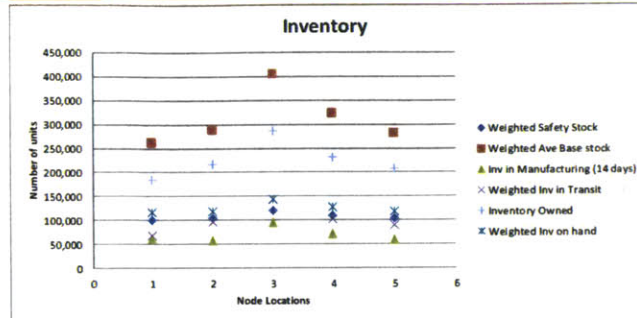 Inventory
450,000
400,000
350,000
300,000
250,000
200,000
150,000
100,000
50,000
0
Number of units
0 1 2 3 4 5 6
Node Locations
Weighted Safety Stock
Weighted Ave Base stock
Inv in Manufacturing (14 days)
Weighted Inv in Transit
Inventory Owned
Weighted Inv on hand